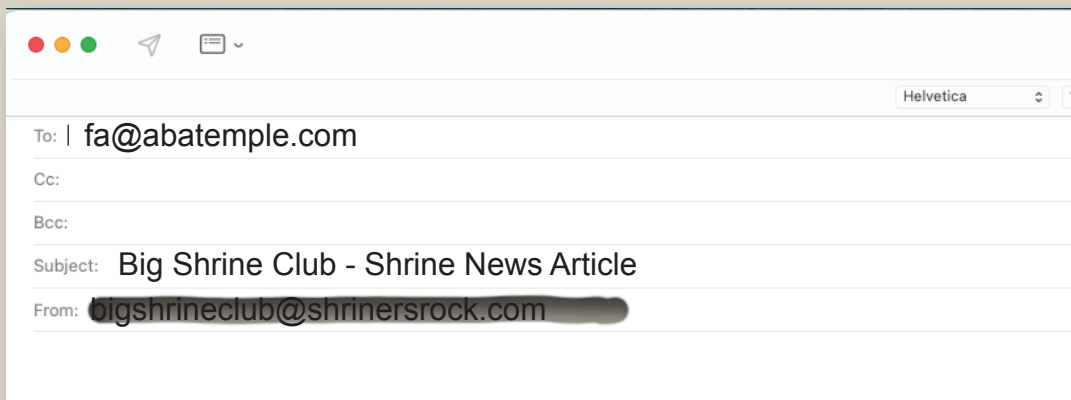 Helvetica
To: fa@abatemple.com
Cc:
Bcc:
Subject: Big Shrine Club - Shrine News Article
From: bigshrineclub@shrinersrock.com